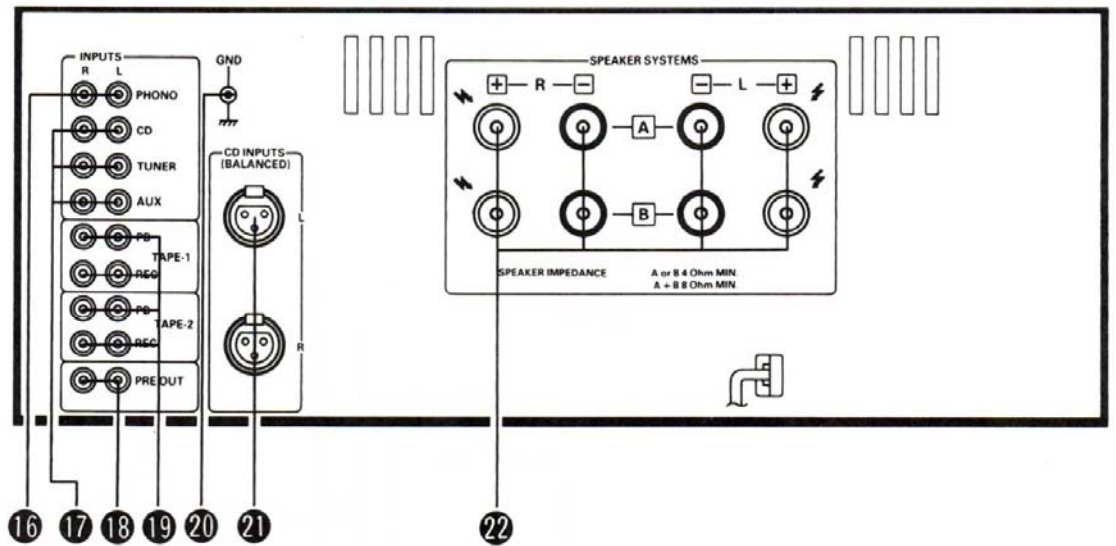 INPUTS
R L
PHONO
CD
TUNER
AUX
PB
TAPE-1
REC
PB
TAPE-2
REC
PRE OUT
GND
CD INPUTS
(BALANCED)
L
R
SPEAKER SYSTEMS
+ R - - L +
A
B
SPEAKER IMPEDANCE A or B 4 Ohm MIN.
A + B 8 Ohm MIN.
16 17 18 19 20 21 22